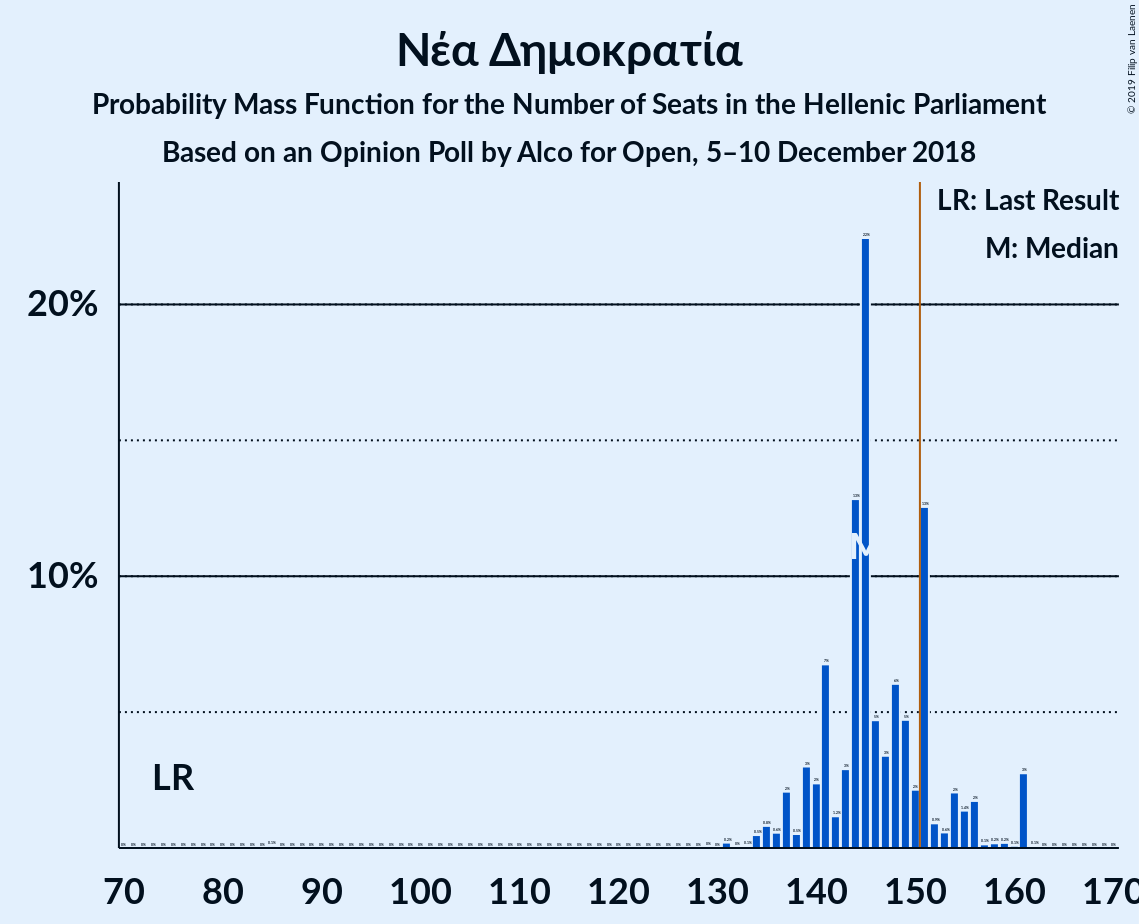 Νέα Δημοκρατία
Probability Mass Function for the Number of Seats in the Hellenic Parliament
Based on an Opinion Poll by Alco for Open, 5–10 December 2018
© 2019 Filip van Laenen
LR: Last Result
M: Median
20%
10%
LR
M
70 80 90 100 110 120 130 140 150 160 170